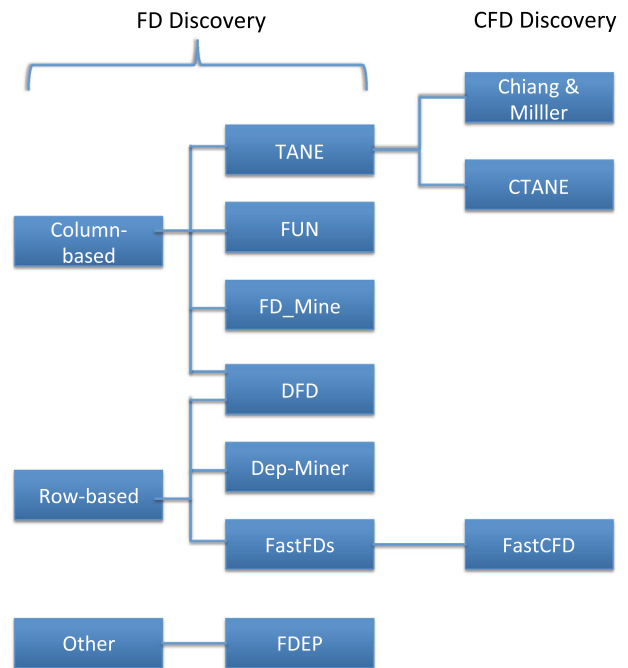 FD Discovery
CFD Discovery
Chiang &
Milller
TANE
CTANE
Column-
based
FUN
FD_Mine
DFD
Dep-Miner
Row-based
FastFDs
FastCFD
Other
FDEP